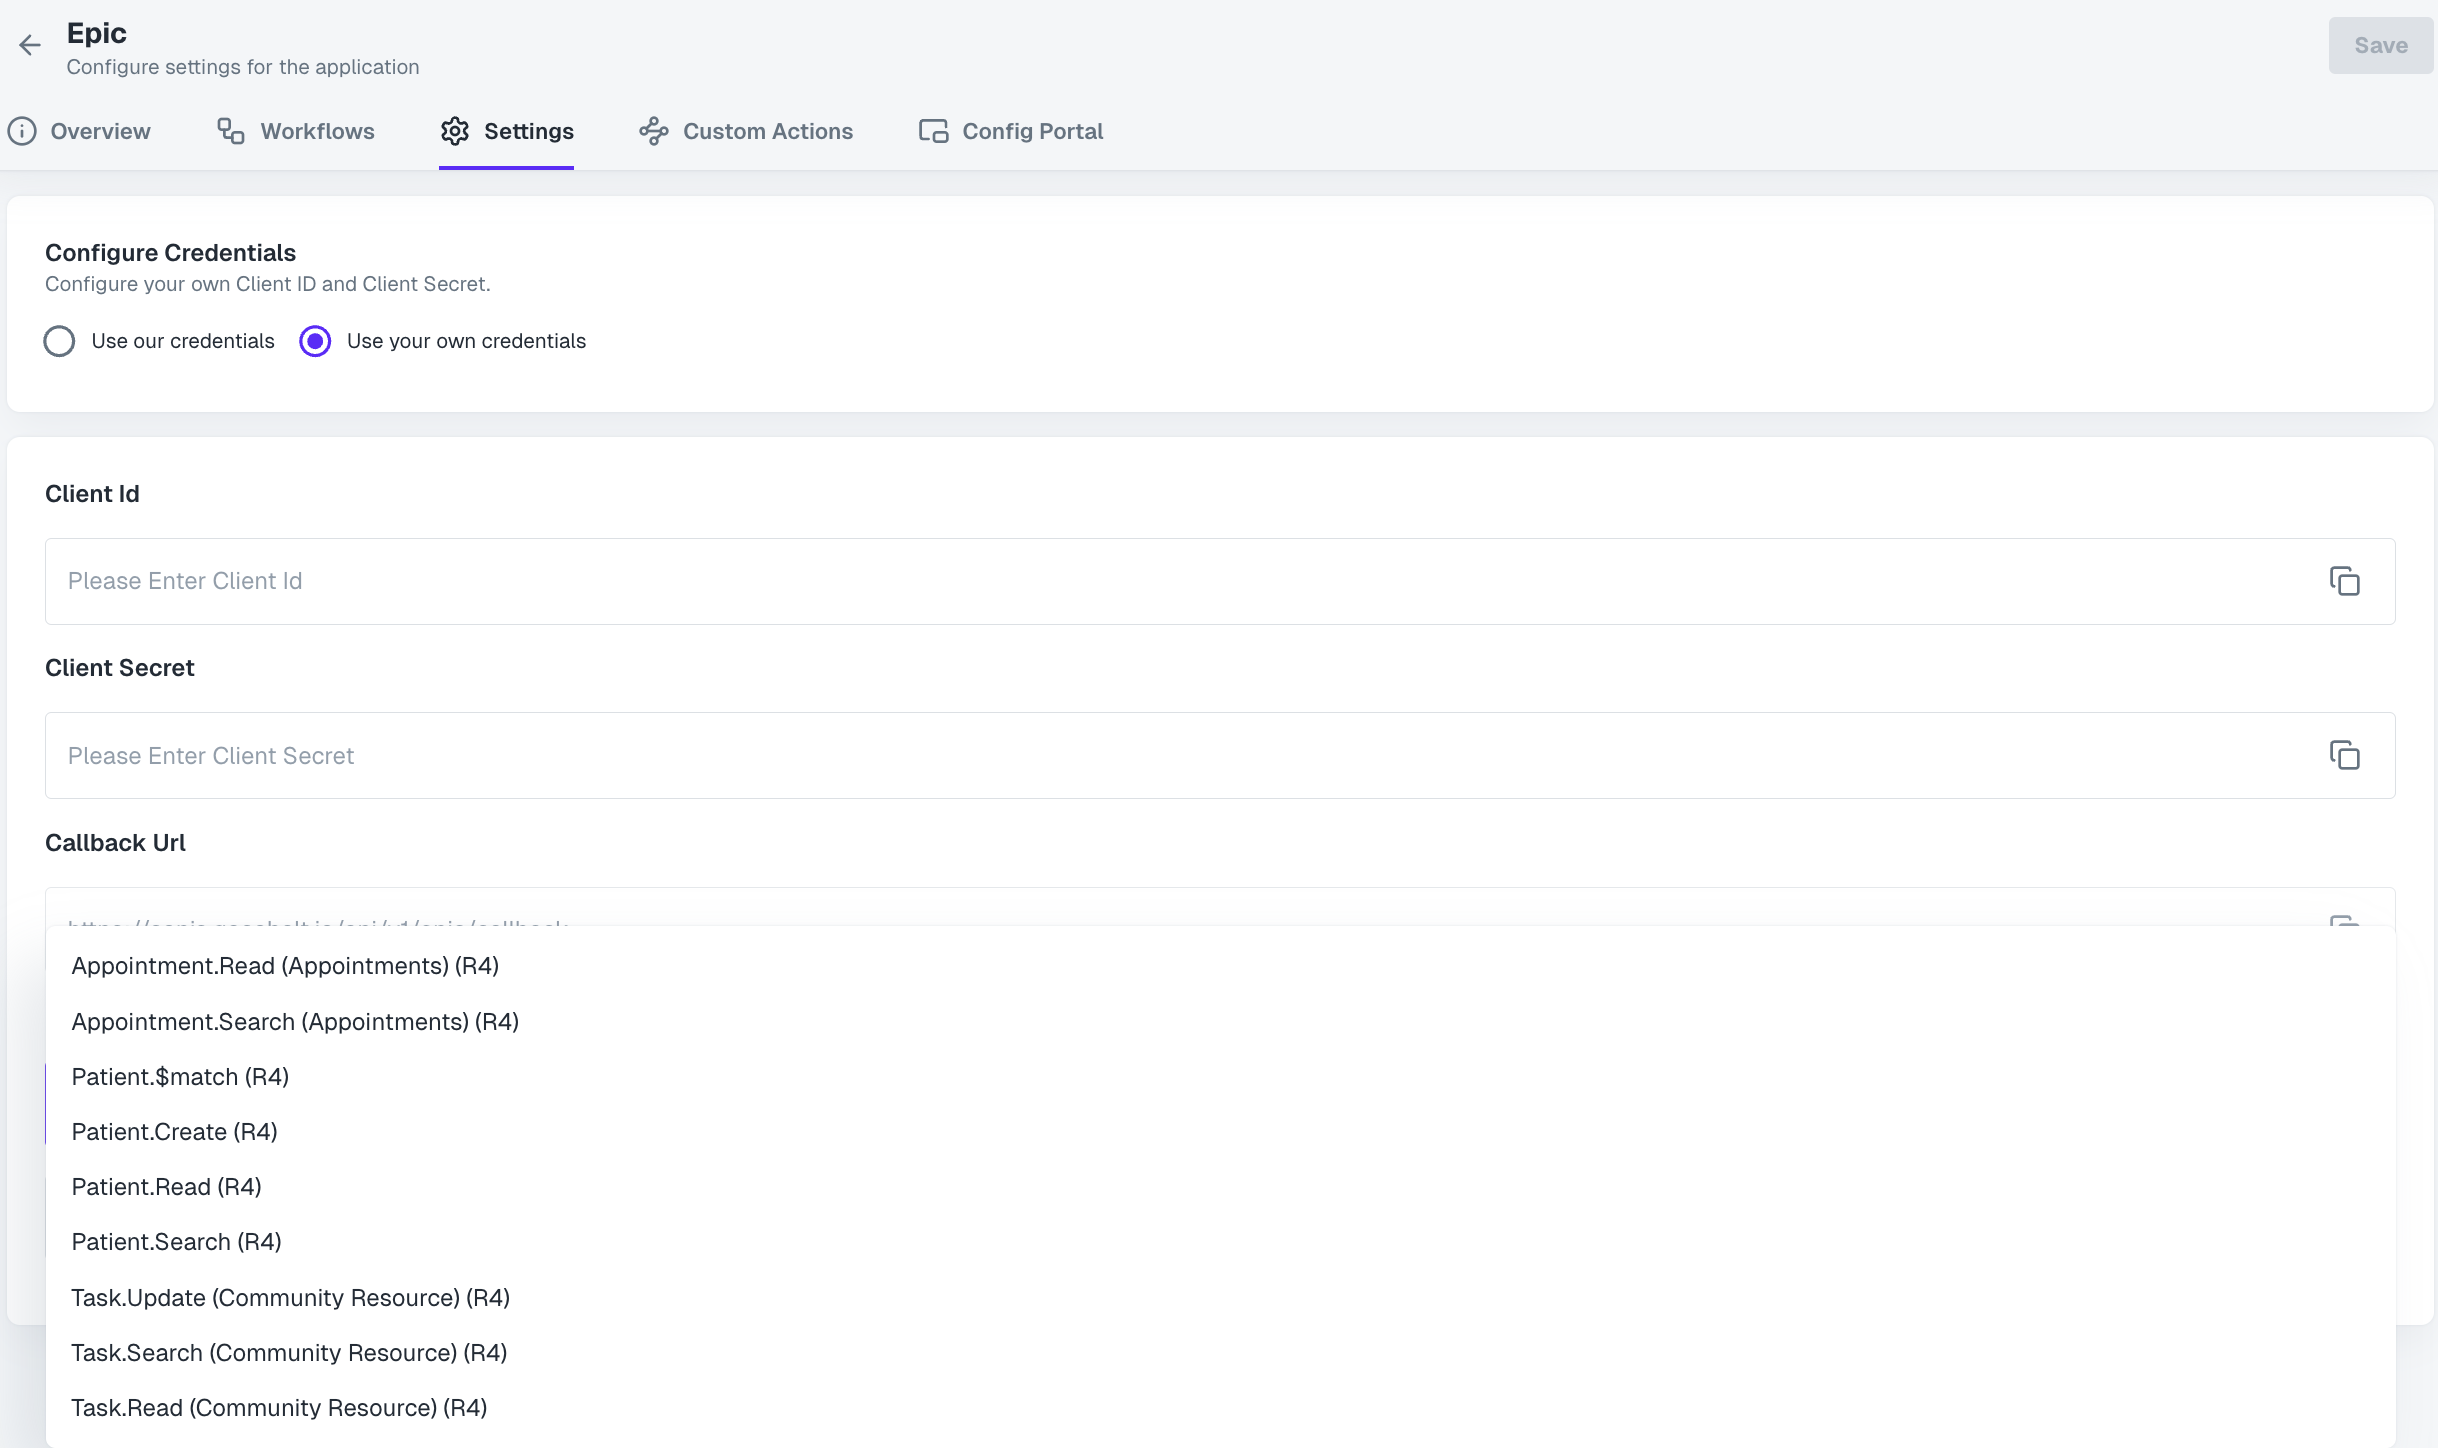 Epic
Configure settings for the application
Save
Overview
Workflows
Settings
Custom Actions
Config Portal
Configure Credentials
Configure your own Client ID and Client Secret.
Use our credentials
Use your own credentials
Client Id
Please Enter Client Id
Client Secret
Please Enter Client Secret
Callback Url
Appointment.Read (Appointments) (R4)
Appointment.Search (Appointments) (R4)
Patient.$match (R4)
Patient.Create (R4)
Patient.Read (R4)
Patient.Search (R4)
Task.Update (Community Resource) (R4)
Task.Search (Community Resource) (R4)
Task.Read (Community Resource) (R4)